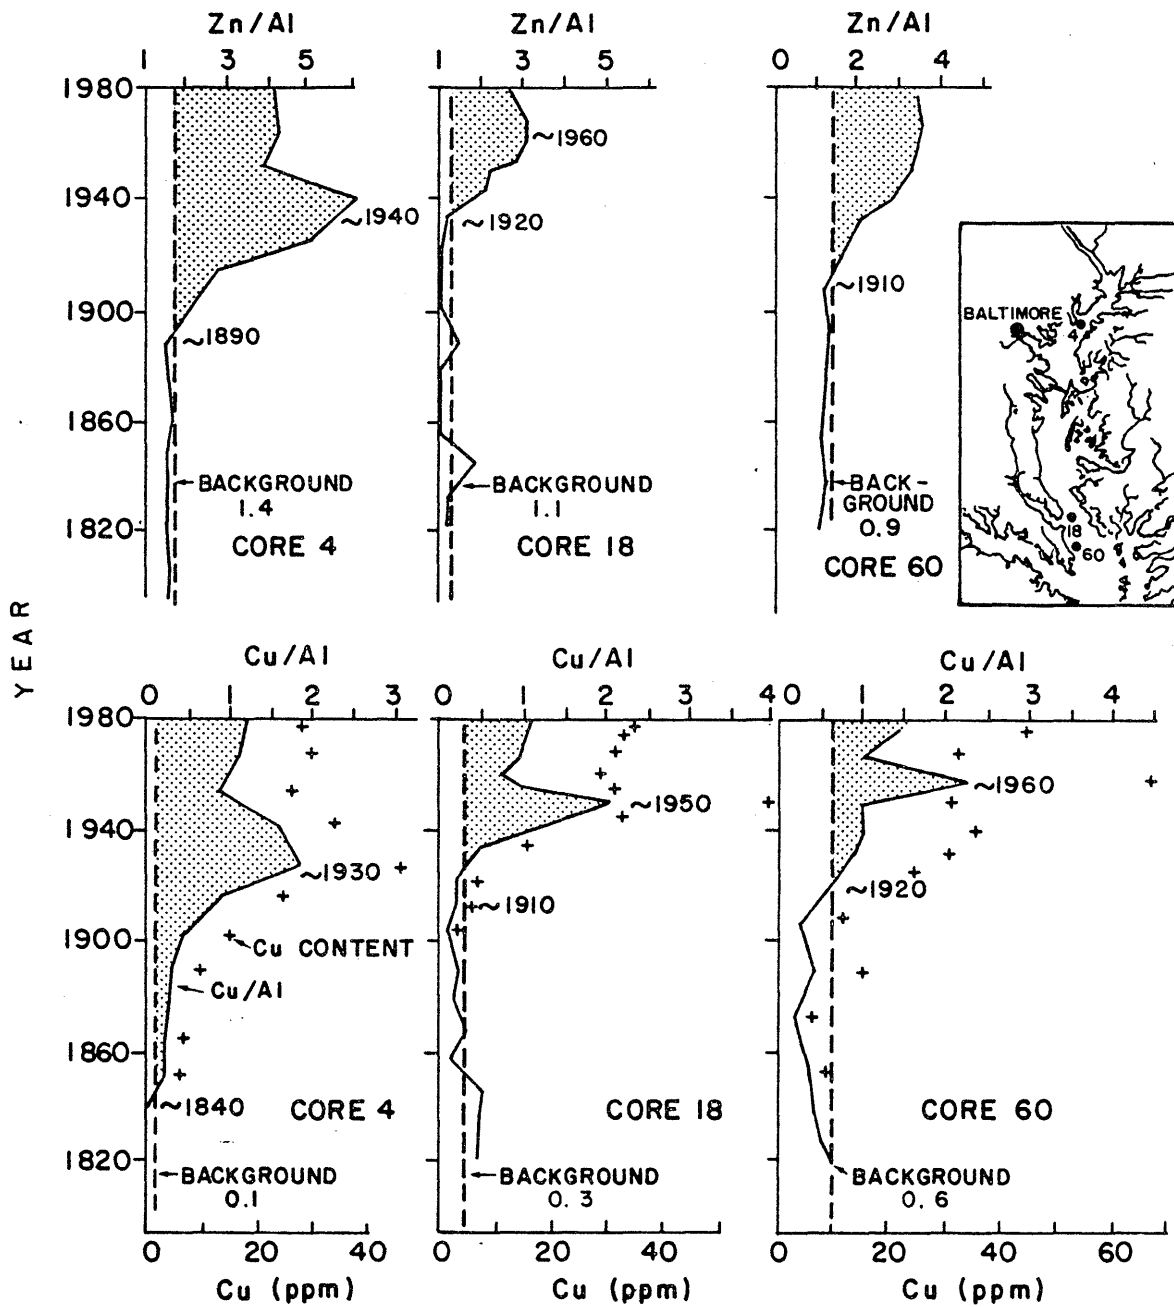 Zn/Al Zn/Al Zn/Al
1 3 5 1 3 5 1 2 4
1980
~1960
1940
~1940 ~1920
~1910
1900
~1890
BALTIMORE
4
1860
BACKGROUND BACKGROUND BACK-
1.4 1.1 GROUND
0.9
1820
CORE 4 CORE 18 CORE 60
18
60
YEAR
Cu/Al Cu/Al Cu/Al
0 1 2 3 0 1 2 3 4 0 1 2 3 4
1980
~1950 ~1960
1940
~1930
~1920
~1910
1900
Cu CONTENT
Cu/Al
1860
~1840 CORE 4 CORE 18 CORE 60
1820
BACKGROUND BACKGROUND BACKGROUND
0.1 0.3 0.6
0 20 40 0 20 40 0 20 40 60
Cu (ppm) Cu (ppm) Cu (ppm)